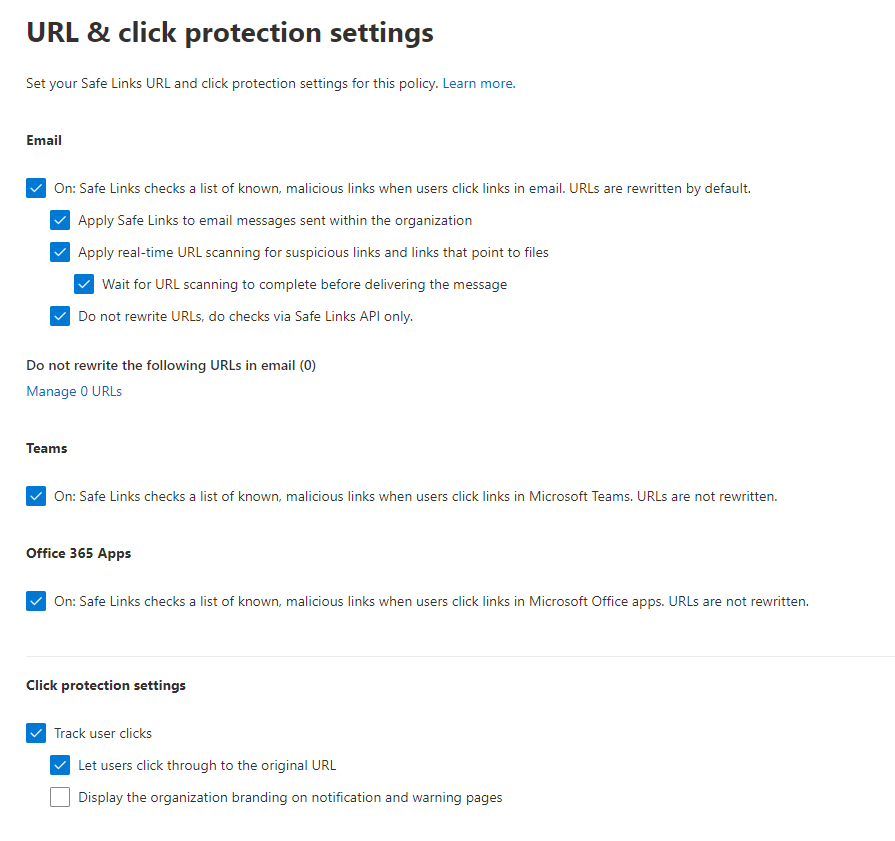 URL & click protection settings
Set your Safe Links URL and click protection settings for this policy. Learn more.
Email
On: Safe Links checks a list of known, malicious links when users click links in email. URLs are rewritten by default.
Apply Safe Links to email messages sent within the organization
Apply real-time URL scanning for suspicious links and links that point to files
Wait for URL scanning to complete before delivering the message
Do not rewrite URLs, do checks via Safe Links API only.
Do not rewrite the following URLs in email (0)
Manage 0 URLs
Teams
On: Safe Links checks a list of known, malicious links when users click links in Microsoft Teams. URLs are not rewritten.
Office 365 Apps
On: Safe Links checks a list of known, malicious links when users click links in Microsoft Office apps. URLs are not rewritten.
Click protection settings
Track user clicks
Let users click through to the original URL
Display the organization branding on notification and warning pages